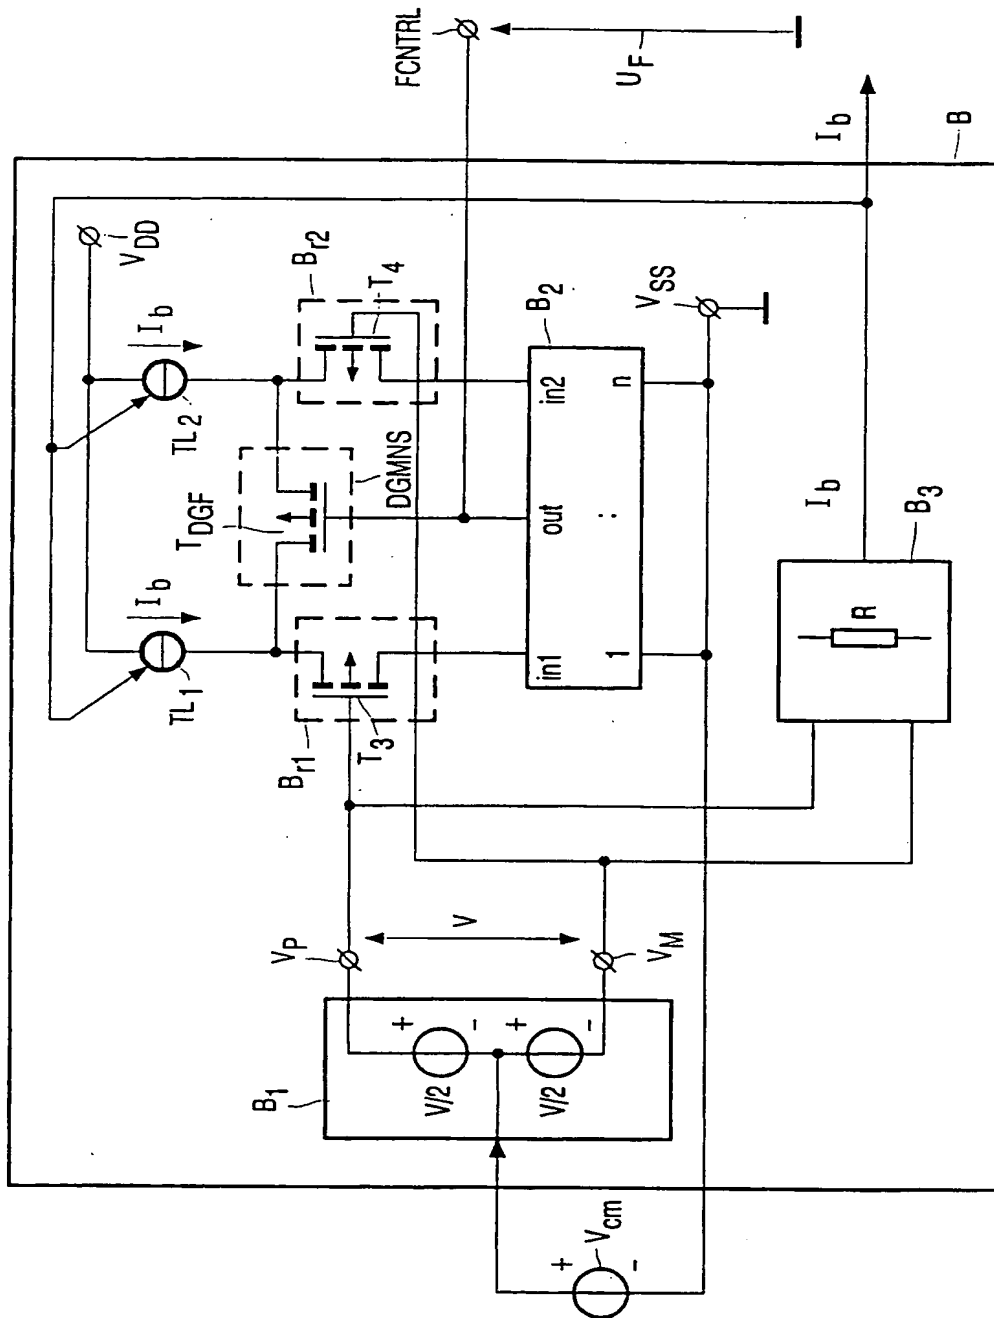 FCNTRL
U_F
I_b
B
V_DD
I_b
TL_2
I_b
TL_1
B_r2
T_4
T_DGF
DGMNS
B_r1
T_3
B_2
in2
n
out
:
in1
1
V_SS
I_b
B_3
R
V_P
V
V_M
B_1
+
-
V/2
+
-
V/2
+
-
V_cm